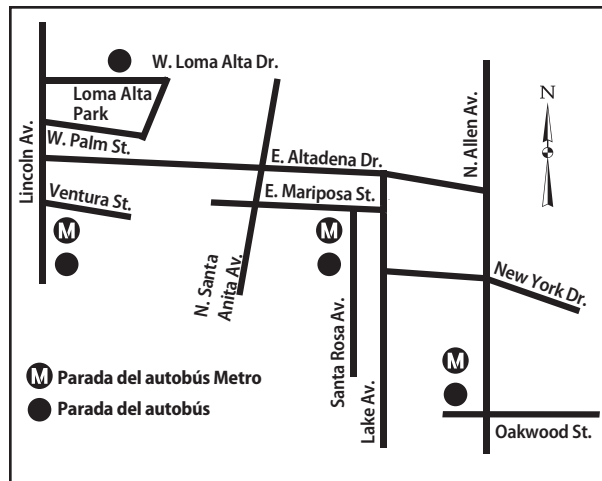 W. Loma Alta Dr.
Loma Alta
Park
W. Palm St.
Lincoln Av.
Ventura St.
E. Altadena Dr.
E. Mariposa St.
N. Allen Av.
N
N. Santa
Anita Av.
Santa Rosa Av.
Lake Av.
New York Dr.
Oakwood St.
M
M
M
M Parada del autobús Metro
Parada del autobús